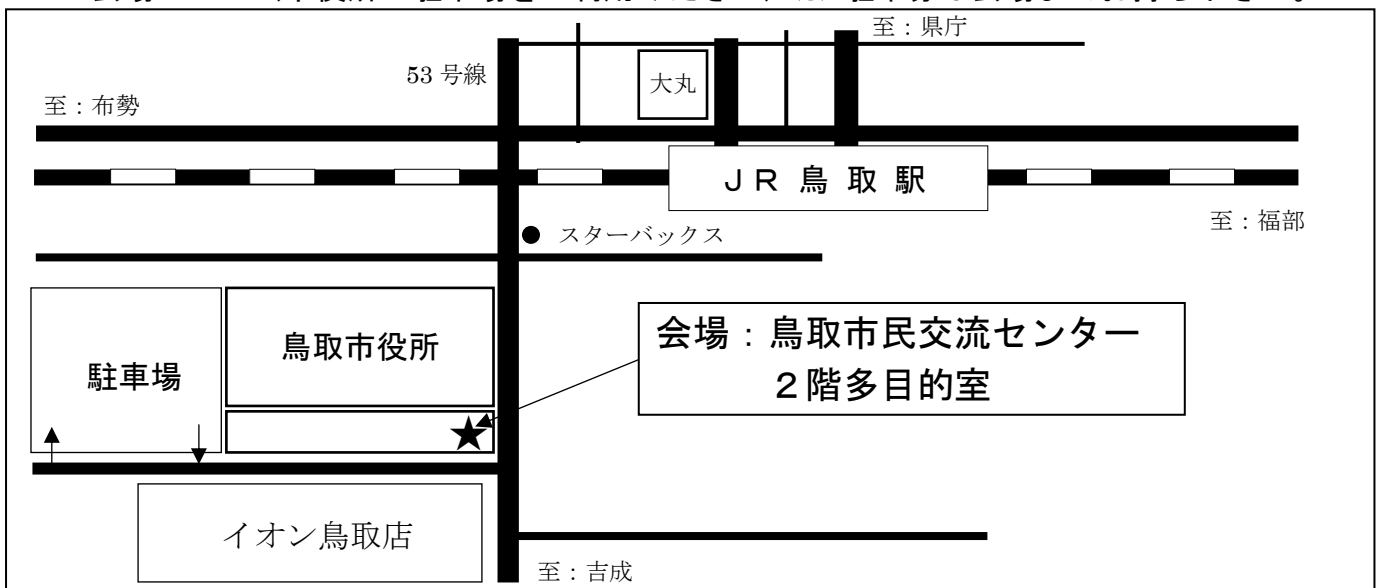 至：県庁
53 号線
大丸
至：布勢
ＪＲ 鳥 取 駅
至：福部
● スターバックス
会場：鳥取市民交流センター
２階多目的室
鳥取市役所
駐車場
★
イオン鳥取店
至：吉成